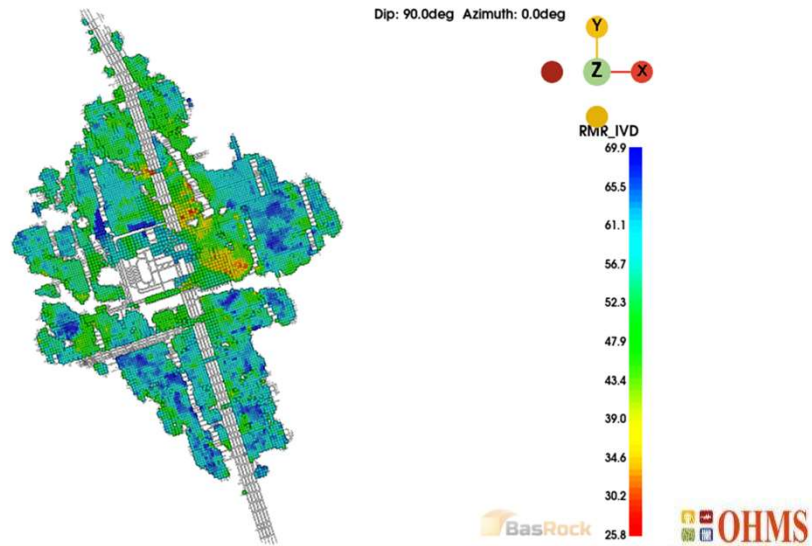 Dip: 90.0deg Azimuth: 0.0deg
Y
Z
X
RMR_IVD
69.9
65.5
61.1
56.7
52.3
47.9
43.4
39.0
34.6
30.2
25.8
BasRock
OHMS